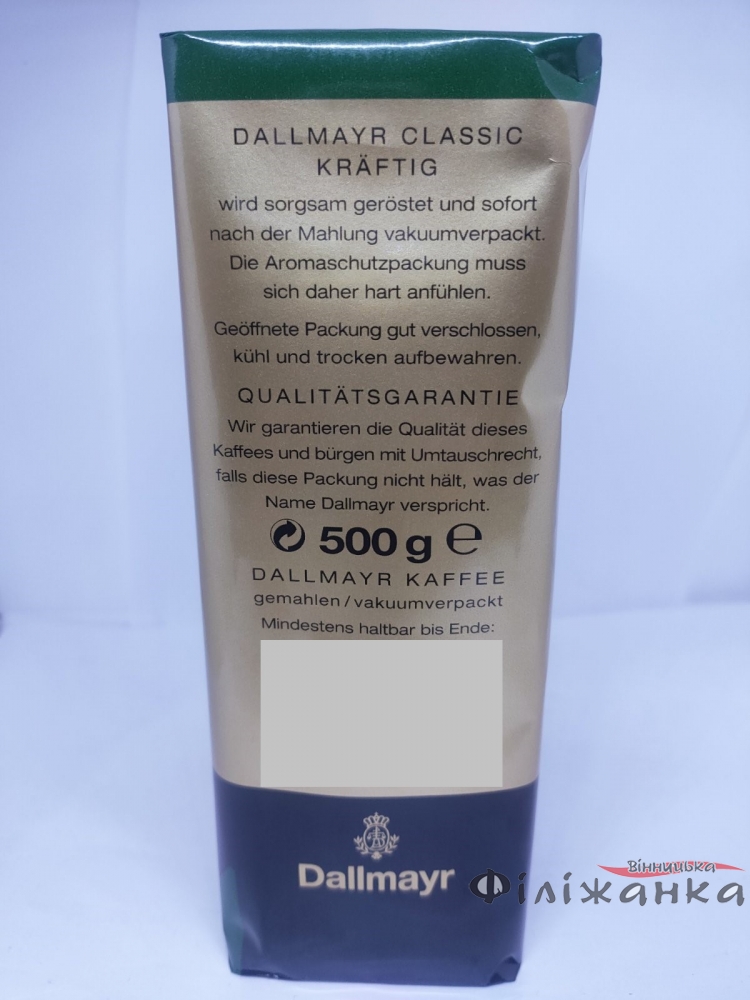 DALLMAYR CLASSIC
KRÄFTIG
wird sorgsam geröstet und sofort
nach der Mahlung vakuumverpackt.
Die Aromaschutzpackung muss
sich daher hart anfühlen.
Geöffnete Packung gut verschlossen,
kühl und trocken aufbewahren.
QUALITÄTSGARANTIE
Wir garantieren die Qualität dieses
Kaffees und bürgen mit Umtauschrecht,
falls diese Packung nicht hält, was der
Name Dallmayr verspricht.
500 g ℮
DALLMAYR KAFFEE
gemahlen/vakuumverpackt
Mindestens haltbar bis Ende:
Dallmayr
Вінницька
Філіжанка